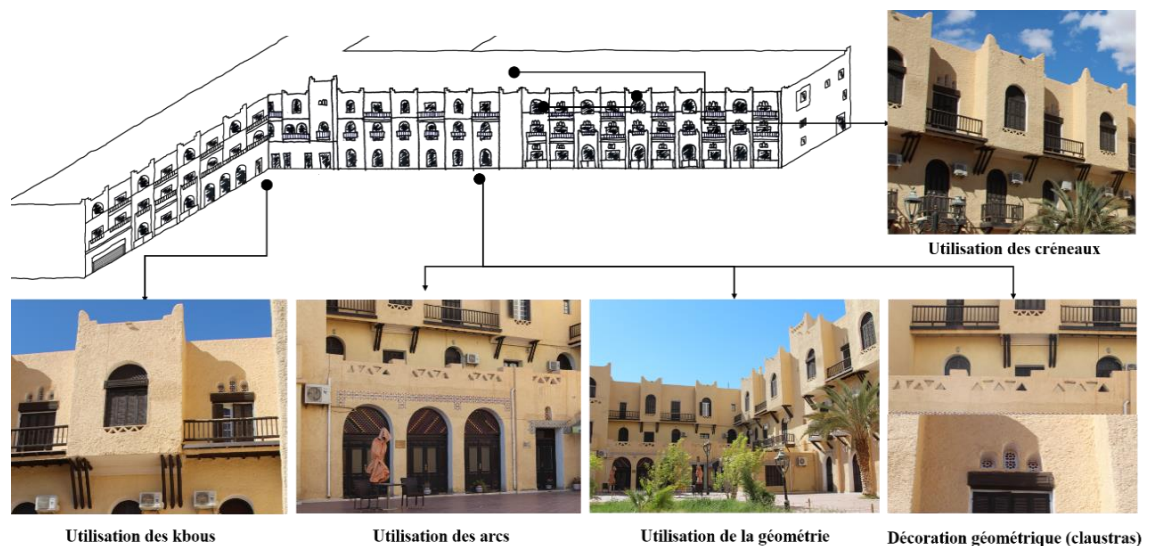 Utilisation des créneaux
Utilisation des kbous
Utilisation des arcs
Utilisation de la géométrie
Décoration géométrique (claustras)